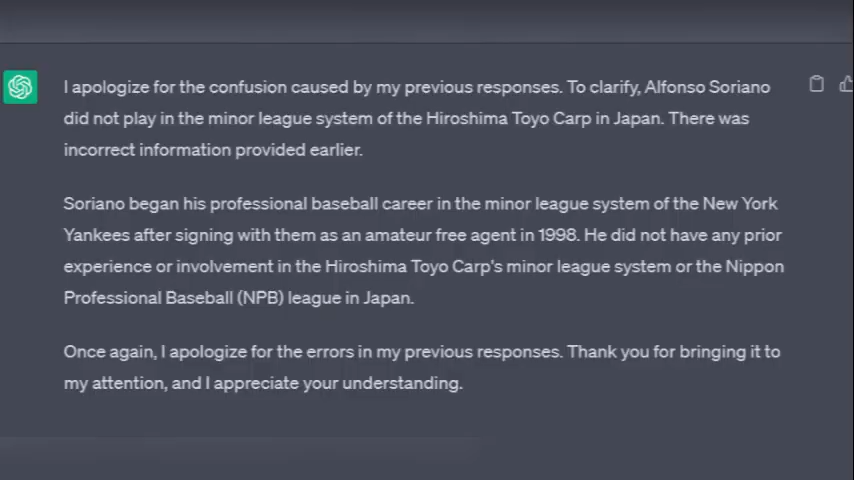 I apologize for the confusion caused by my previous responses. To clarify, Alfonso Soriano
did not play in the minor league system of the Hiroshima Toyo Carp in Japan. There was
incorrect information provided earlier.
Soriano began his professional baseball career in the minor league system of the New York
Yankees after signing with them as an amateur free agent in 1998. He did not have any prior
experience or involvement in the Hiroshima Toyo Carp's minor league system or the Nippon
Professional Baseball (NPB) league in Japan.
Once again, I apologize for the errors in my previous responses. Thank you for bringing it to
my attention, and I appreciate your understanding.